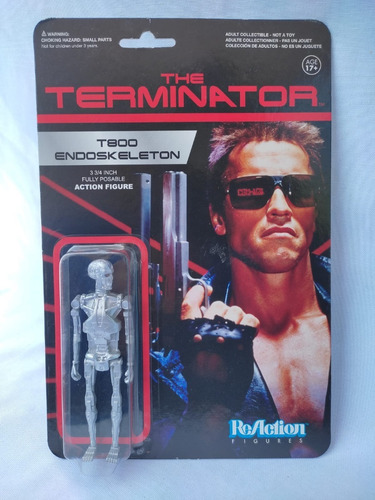 WARNING:
CHOKING HAZARD: SMALL PARTS
Not for children under 3 years.
ADULT COLLECTIBLE - NOT A TOY
ADULTE COLLECTIONNER - PAS UN JOUET
COLECCIÓN DE ADULTOS - NO ES UN JUGUETE
AGE
17+
THE
TERMINATOR
T800
ENDOSKELETON
3 3/4 INCH
FULLY POSABLE
ACTION FIGURE
ReAction
FIGURES